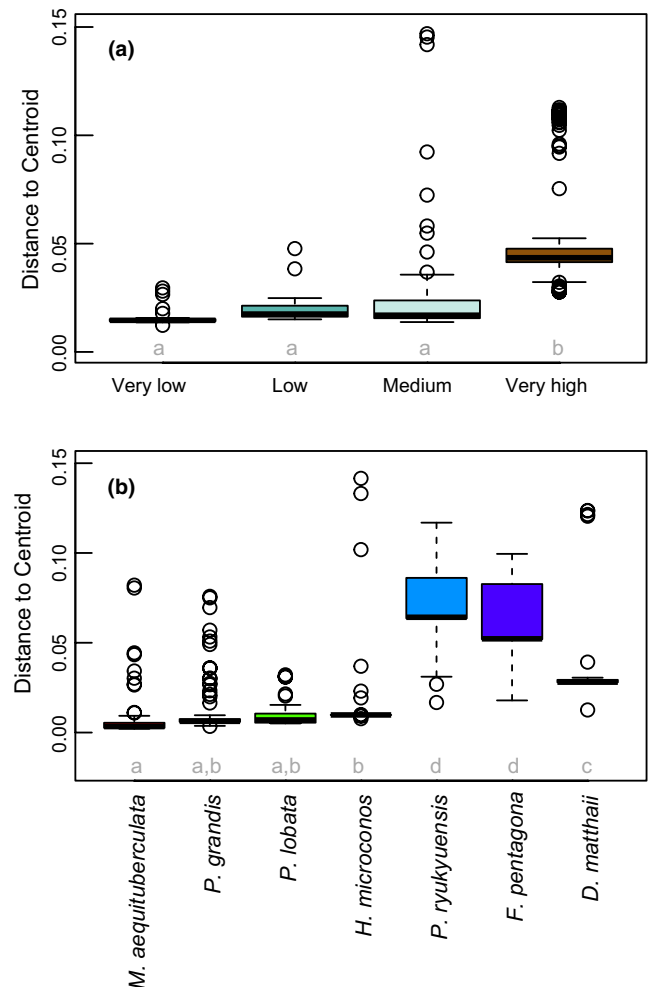 (a)
Distance to Centroid
0.15
0.10
0.05
0.00
a a a b
Very low Low Medium Very high
(b)
Distance to Centroid
0.15
0.10
0.05
0.00
a a,b a,b b d d c
M. aequituberculata
P. grandis
P. lobata
H. microconos
P. ryukyuensis
F. pentagona
D. matthaii